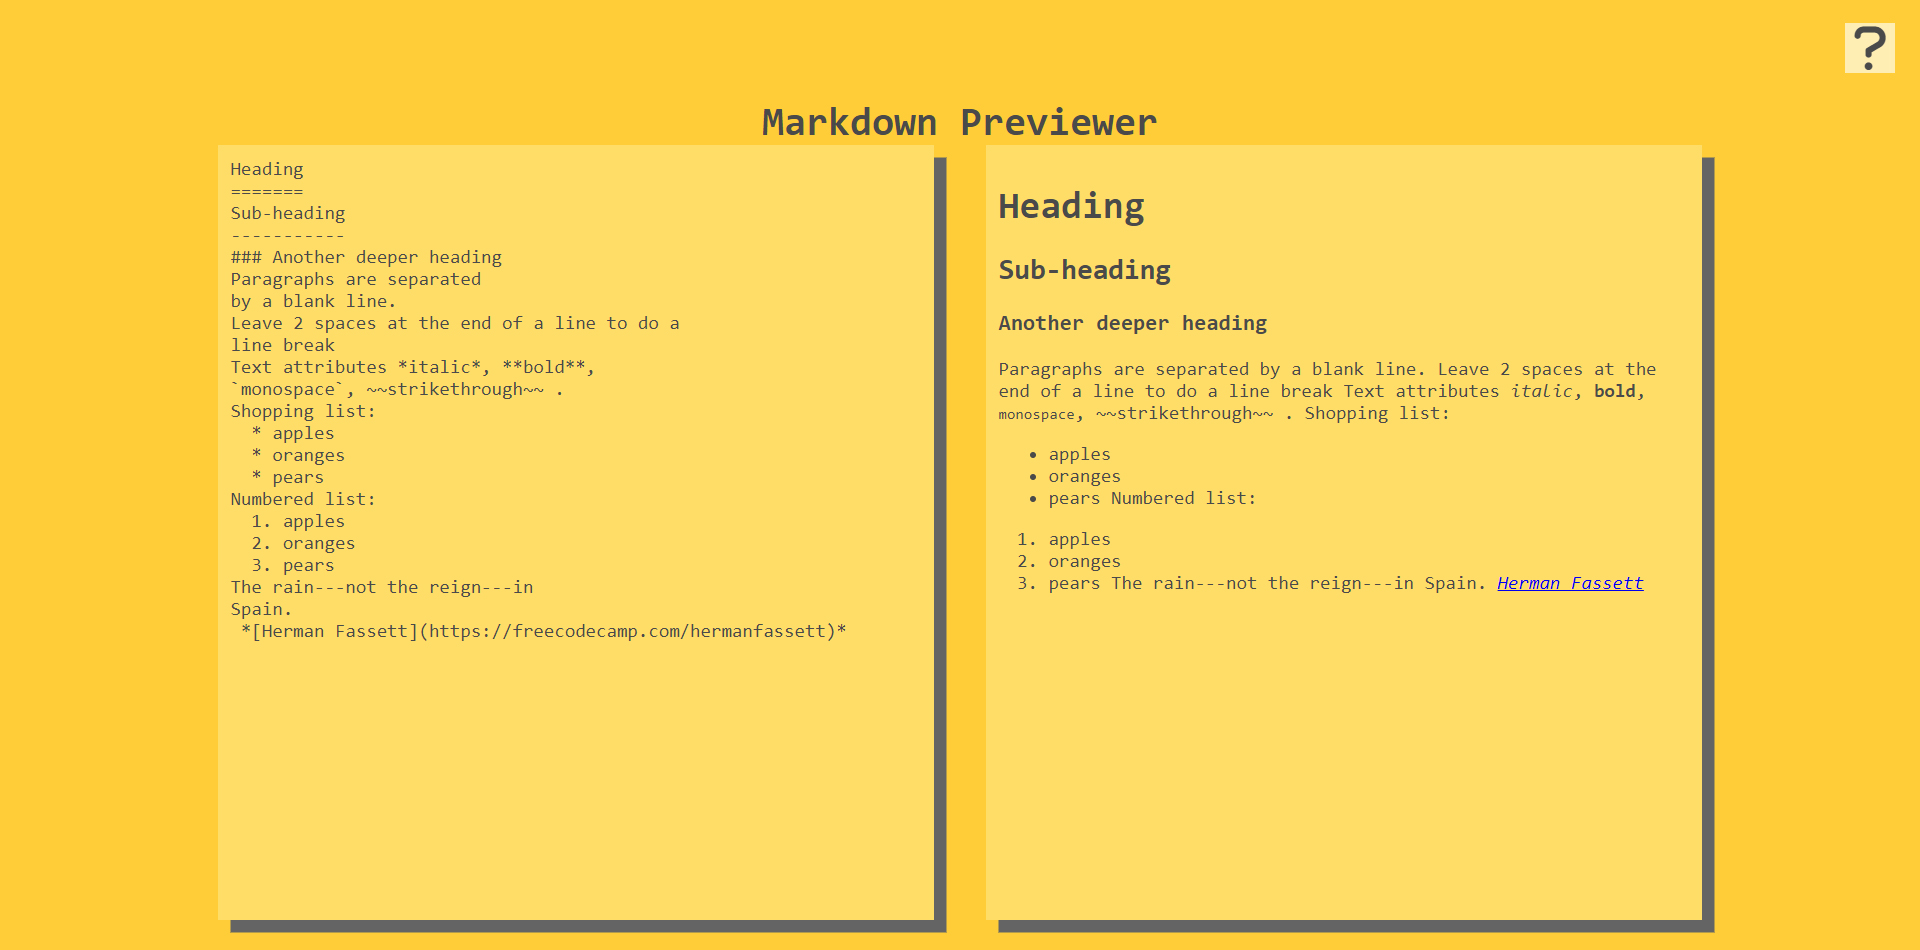 ?
Markdown Previewer
Heading
=======
Sub-heading
-----------
### Another deeper heading
Paragraphs are separated
by a blank line.
Leave 2 spaces at the end of a line to do a
line break
Text attributes *italic*, **bold**,
`monospace`, ~~strikethrough~~ .
Shopping list:
  * apples
  * oranges
  * pears
Numbered list:
  1. apples
  2. oranges
  3. pears
The rain---not the reign---in
Spain.
 *[Herman Fassett](https://freecodecamp.com/hermanfassett)*
Heading
Sub-heading
Another deeper heading
Paragraphs are separated by a blank line. Leave 2 spaces at the
end of a line to do a line break Text attributes italic, bold,
monospace, ~~strikethrough~~ . Shopping list:
• apples
• oranges
• pears Numbered list:
1. apples
2. oranges
3. pears The rain---not the reign---in Spain. Herman Fassett